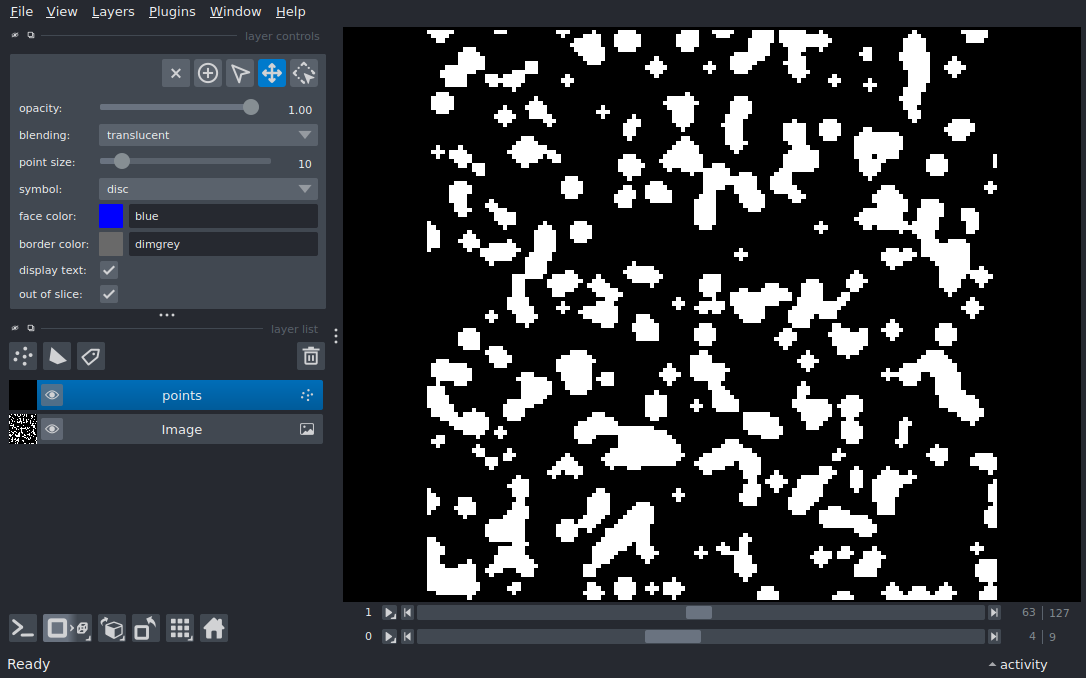 File View Layers Plugins Window Help
layer controls
opacity: 1.00
blending: translucent
point size: 10
symbol: disc
face color: blue
border color: dimgrey
display text:
out of slice:
layer list
points
Image
1 63 | 127
0 4 | 9
Ready activity